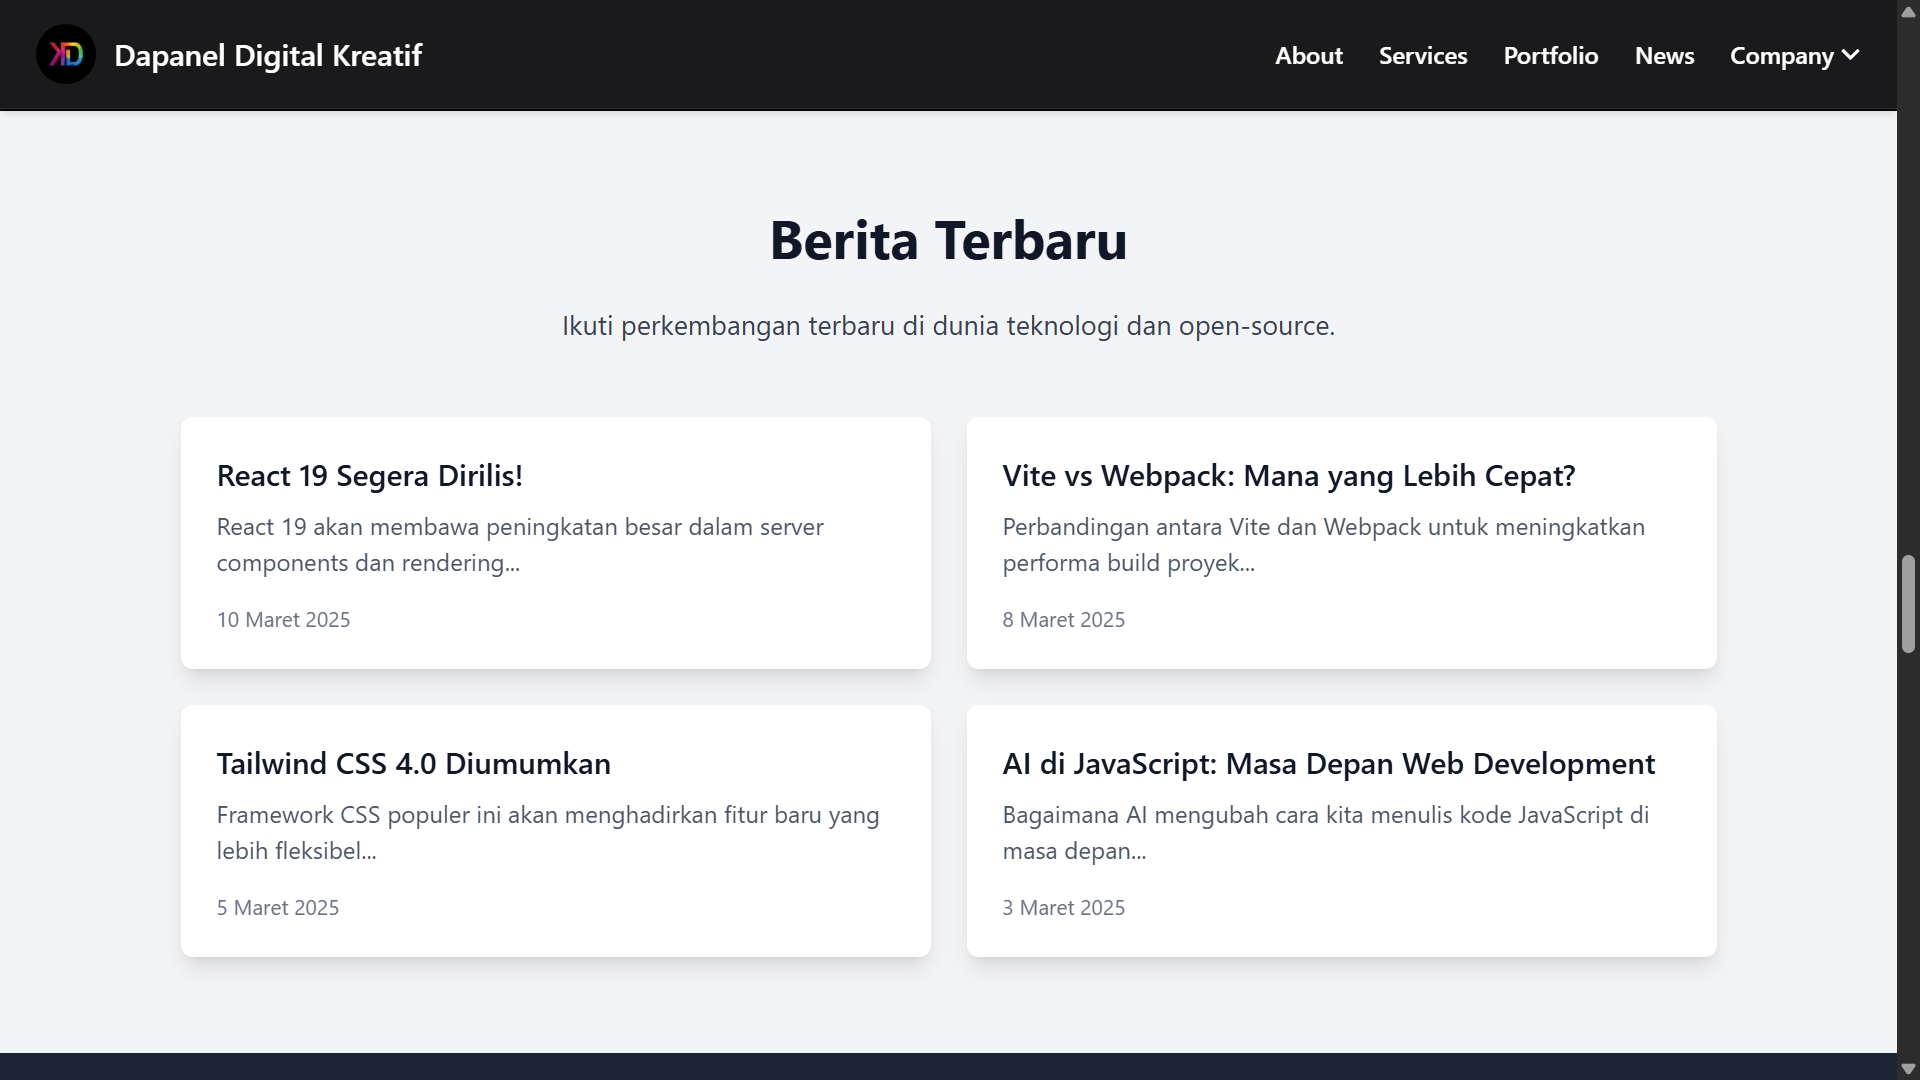 KD
Dapanel Digital Kreatif
About
Services
Portfolio
News
Company
Berita Terbaru
Ikuti perkembangan terbaru di dunia teknologi dan open-source.
React 19 Segera Dirilis!
React 19 akan membawa peningkatan besar dalam server
components dan rendering...
10 Maret 2025
Vite vs Webpack: Mana yang Lebih Cepat?
Perbandingan antara Vite dan Webpack untuk meningkatkan
performa build proyek...
8 Maret 2025
Tailwind CSS 4.0 Diumumkan
Framework CSS populer ini akan menghadirkan fitur baru yang
lebih fleksibel...
5 Maret 2025
AI di JavaScript: Masa Depan Web Development
Bagaimana AI mengubah cara kita menulis kode JavaScript di
masa depan...
3 Maret 2025